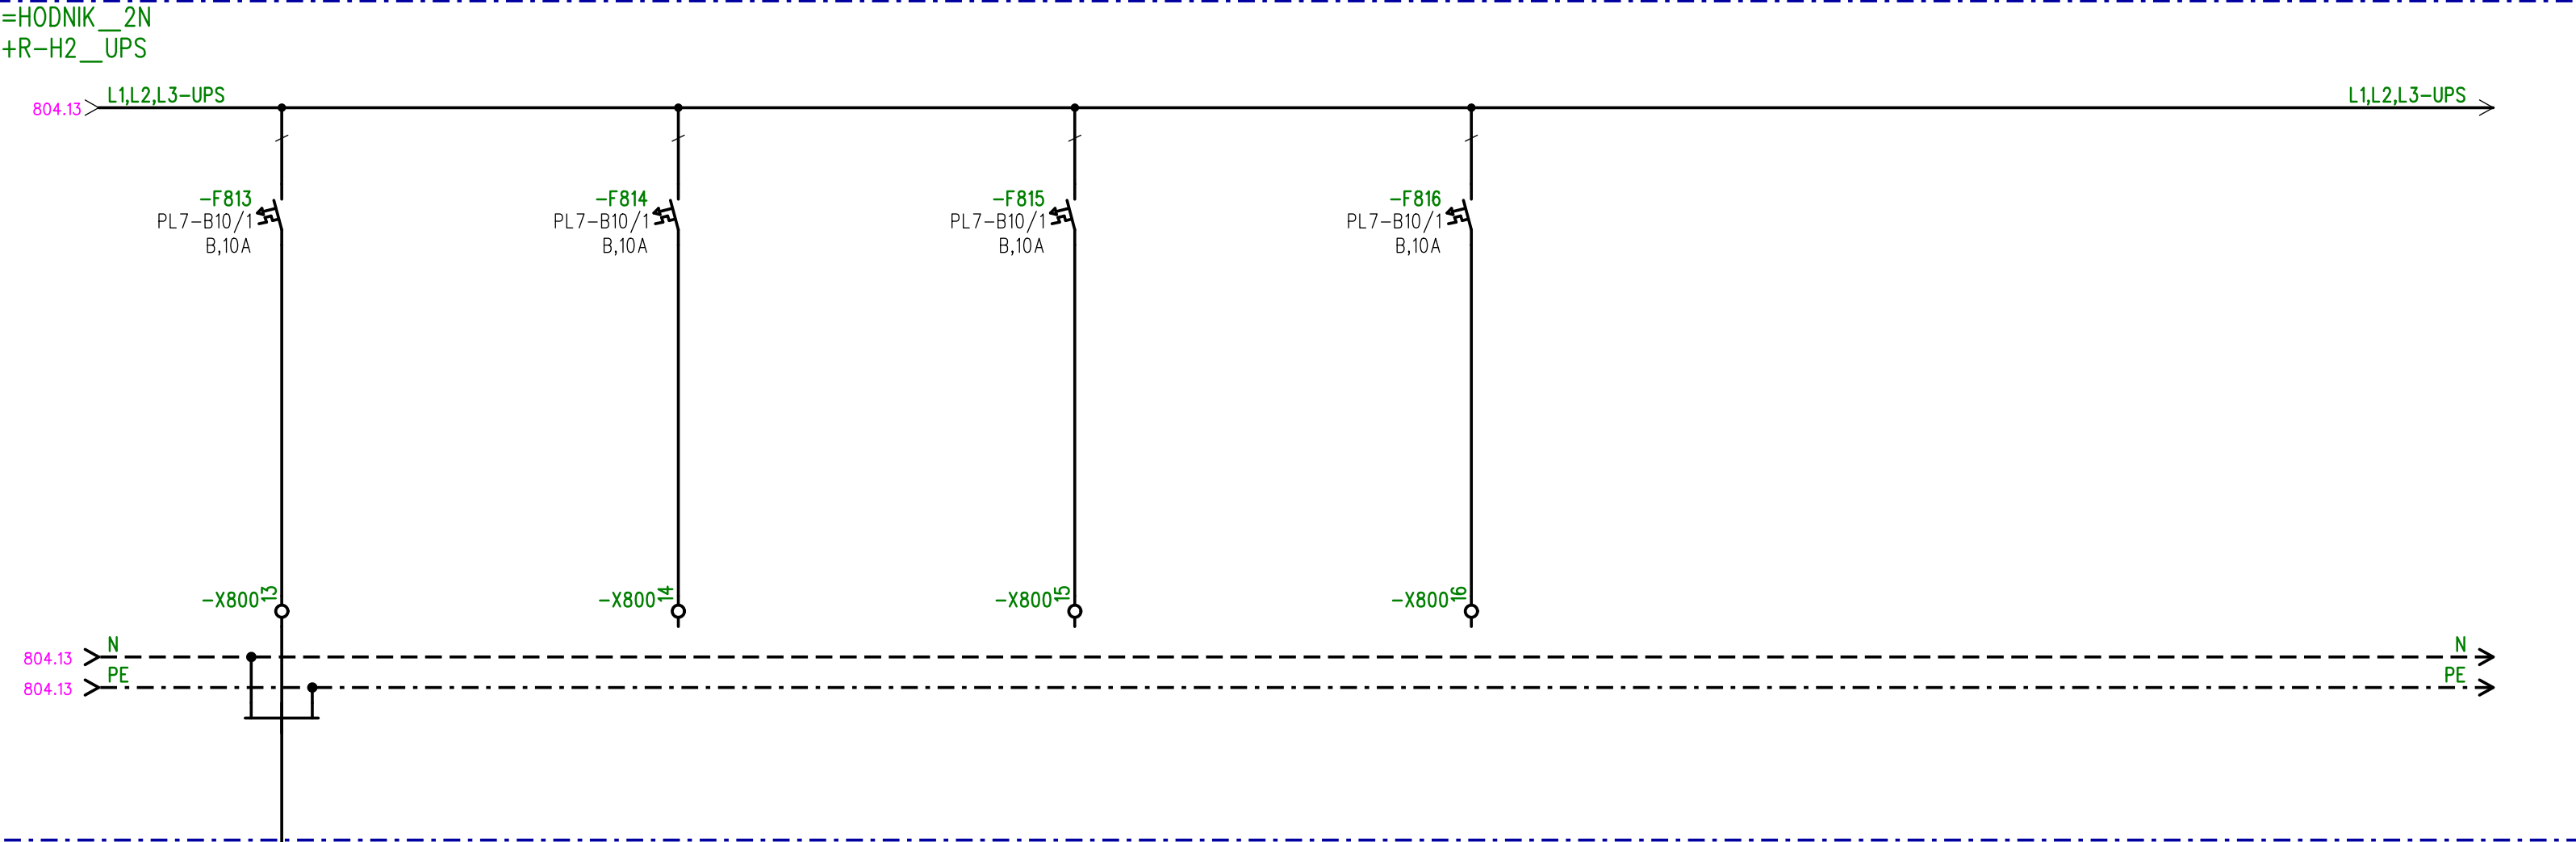 =HODNIK__2N
+R-H2__UPS
804.13
L1,L2,L3-UPS
L1,L2,L3-UPS
-F813
PL7-B10/1
B,10A
-F814
PL7-B10/1
B,10A
-F815
PL7-B10/1
B,10A
-F816
PL7-B10/1
B,10A
-X800
13
-X800
14
-X800
15
-X800
16
804.13
N
N
804.13
PE
PE